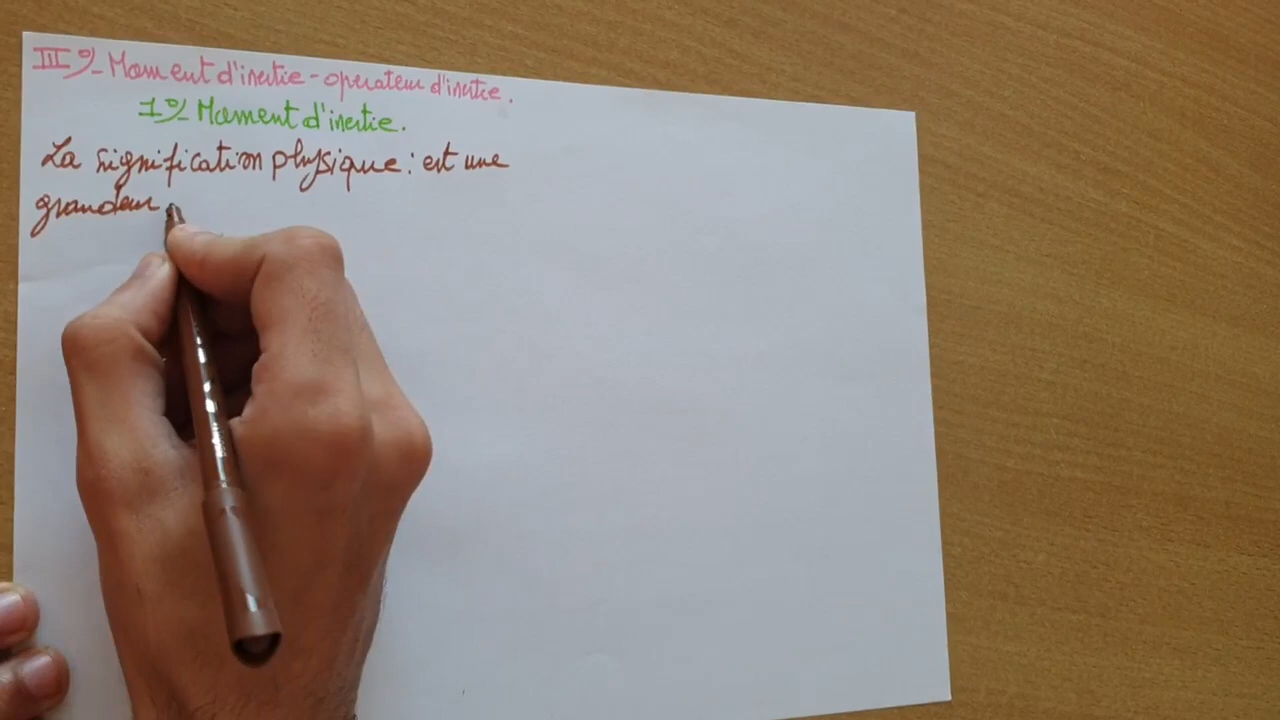 III°/- Moment d'inertie - operateur d'inertie.
1°/- Moment d'inertie.
La signification physique : est une
grandeur